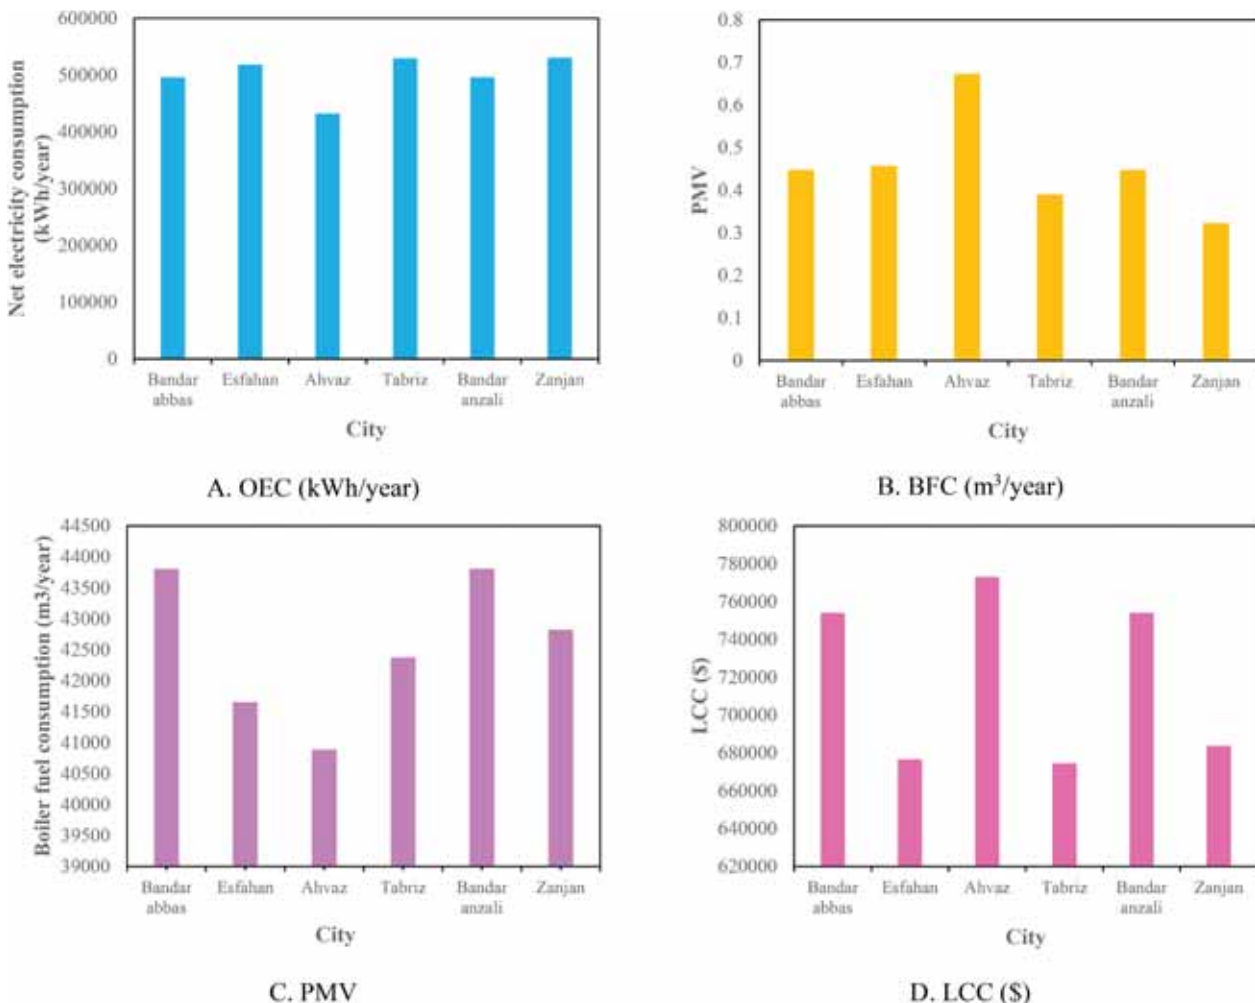 Net electricity consumption
(kWh/year)
600000
500000
400000
300000
200000
100000
0
Bandar abbas
Esfahan
Ahvaz
Tabriz
Bandar anzali
Zanjan
City
A. OEC (kWh/year)
PMV
0.8
0.7
0.6
0.5
0.4
0.3
0.2
0.1
0
Bandar abbas
Esfahan
Ahvaz
Tabriz
Bandar anzali
Zanjan
City
B. BFC (m³/year)
Boiler fuel consumption (m3/year)
44500
44000
43500
43000
42500
42000
41500
41000
40500
40000
39500
39000
Bandar abbas
Esfahan
Ahvaz
Tabriz
Bandar anzali
Zanjan
City
C. PMV
LCC ($)
800000
780000
760000
740000
720000
700000
680000
660000
640000
620000
Bandar abbas
Esfahan
Ahvaz
Tabriz
Bandar anzali
Zanjan
City
D. LCC ($)